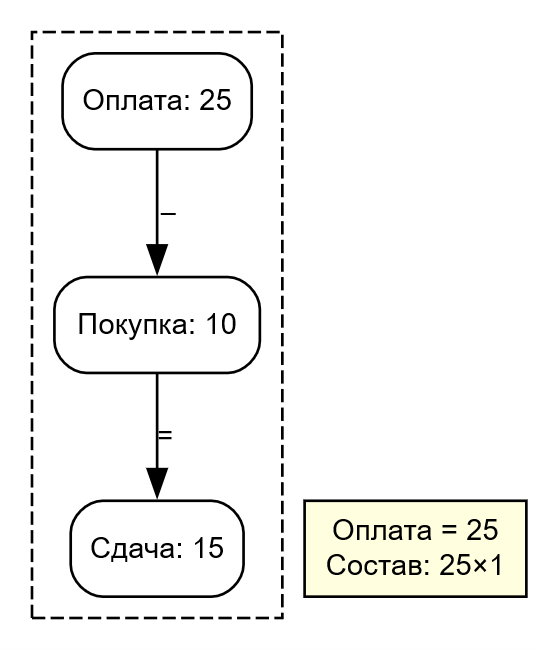 Оплата: 25
–
Покупка: 10
=
Сдача: 15
Оплата = 25
Состав: 25×1